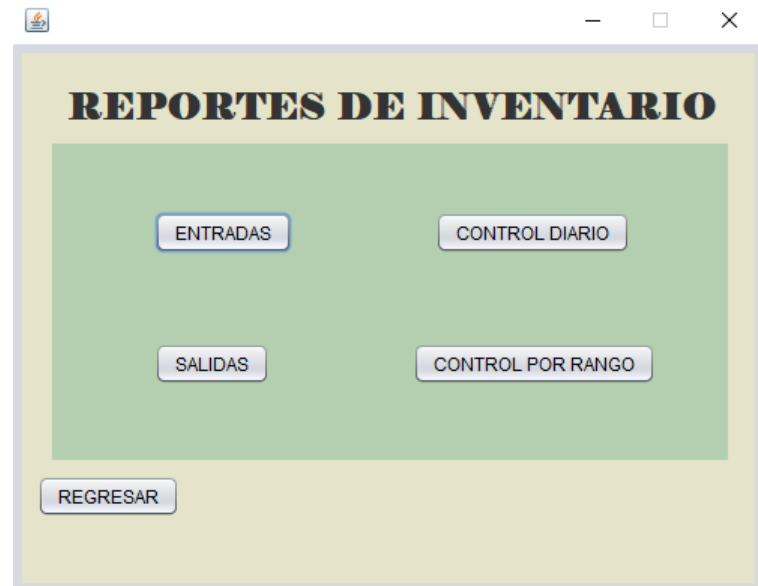 REPORTES DE INVENTARIO
ENTRADAS
CONTROL DIARIO
SALIDAS
CONTROL POR RANGO
REGRESAR